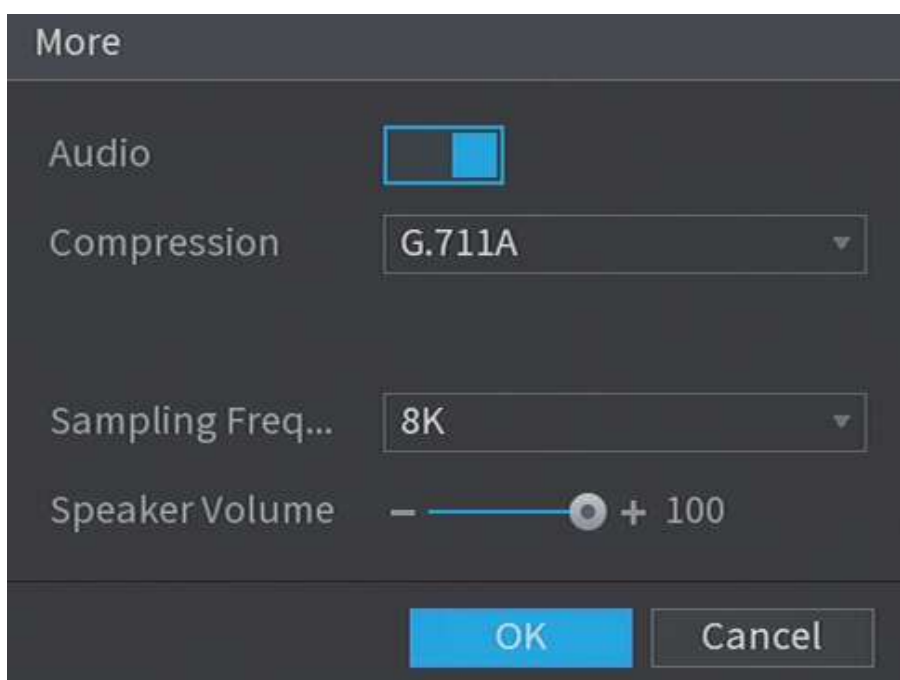 More
Audio
Compression G.711A
Sampling Freq... 8K
Speaker Volume - + 100
OK Cancel